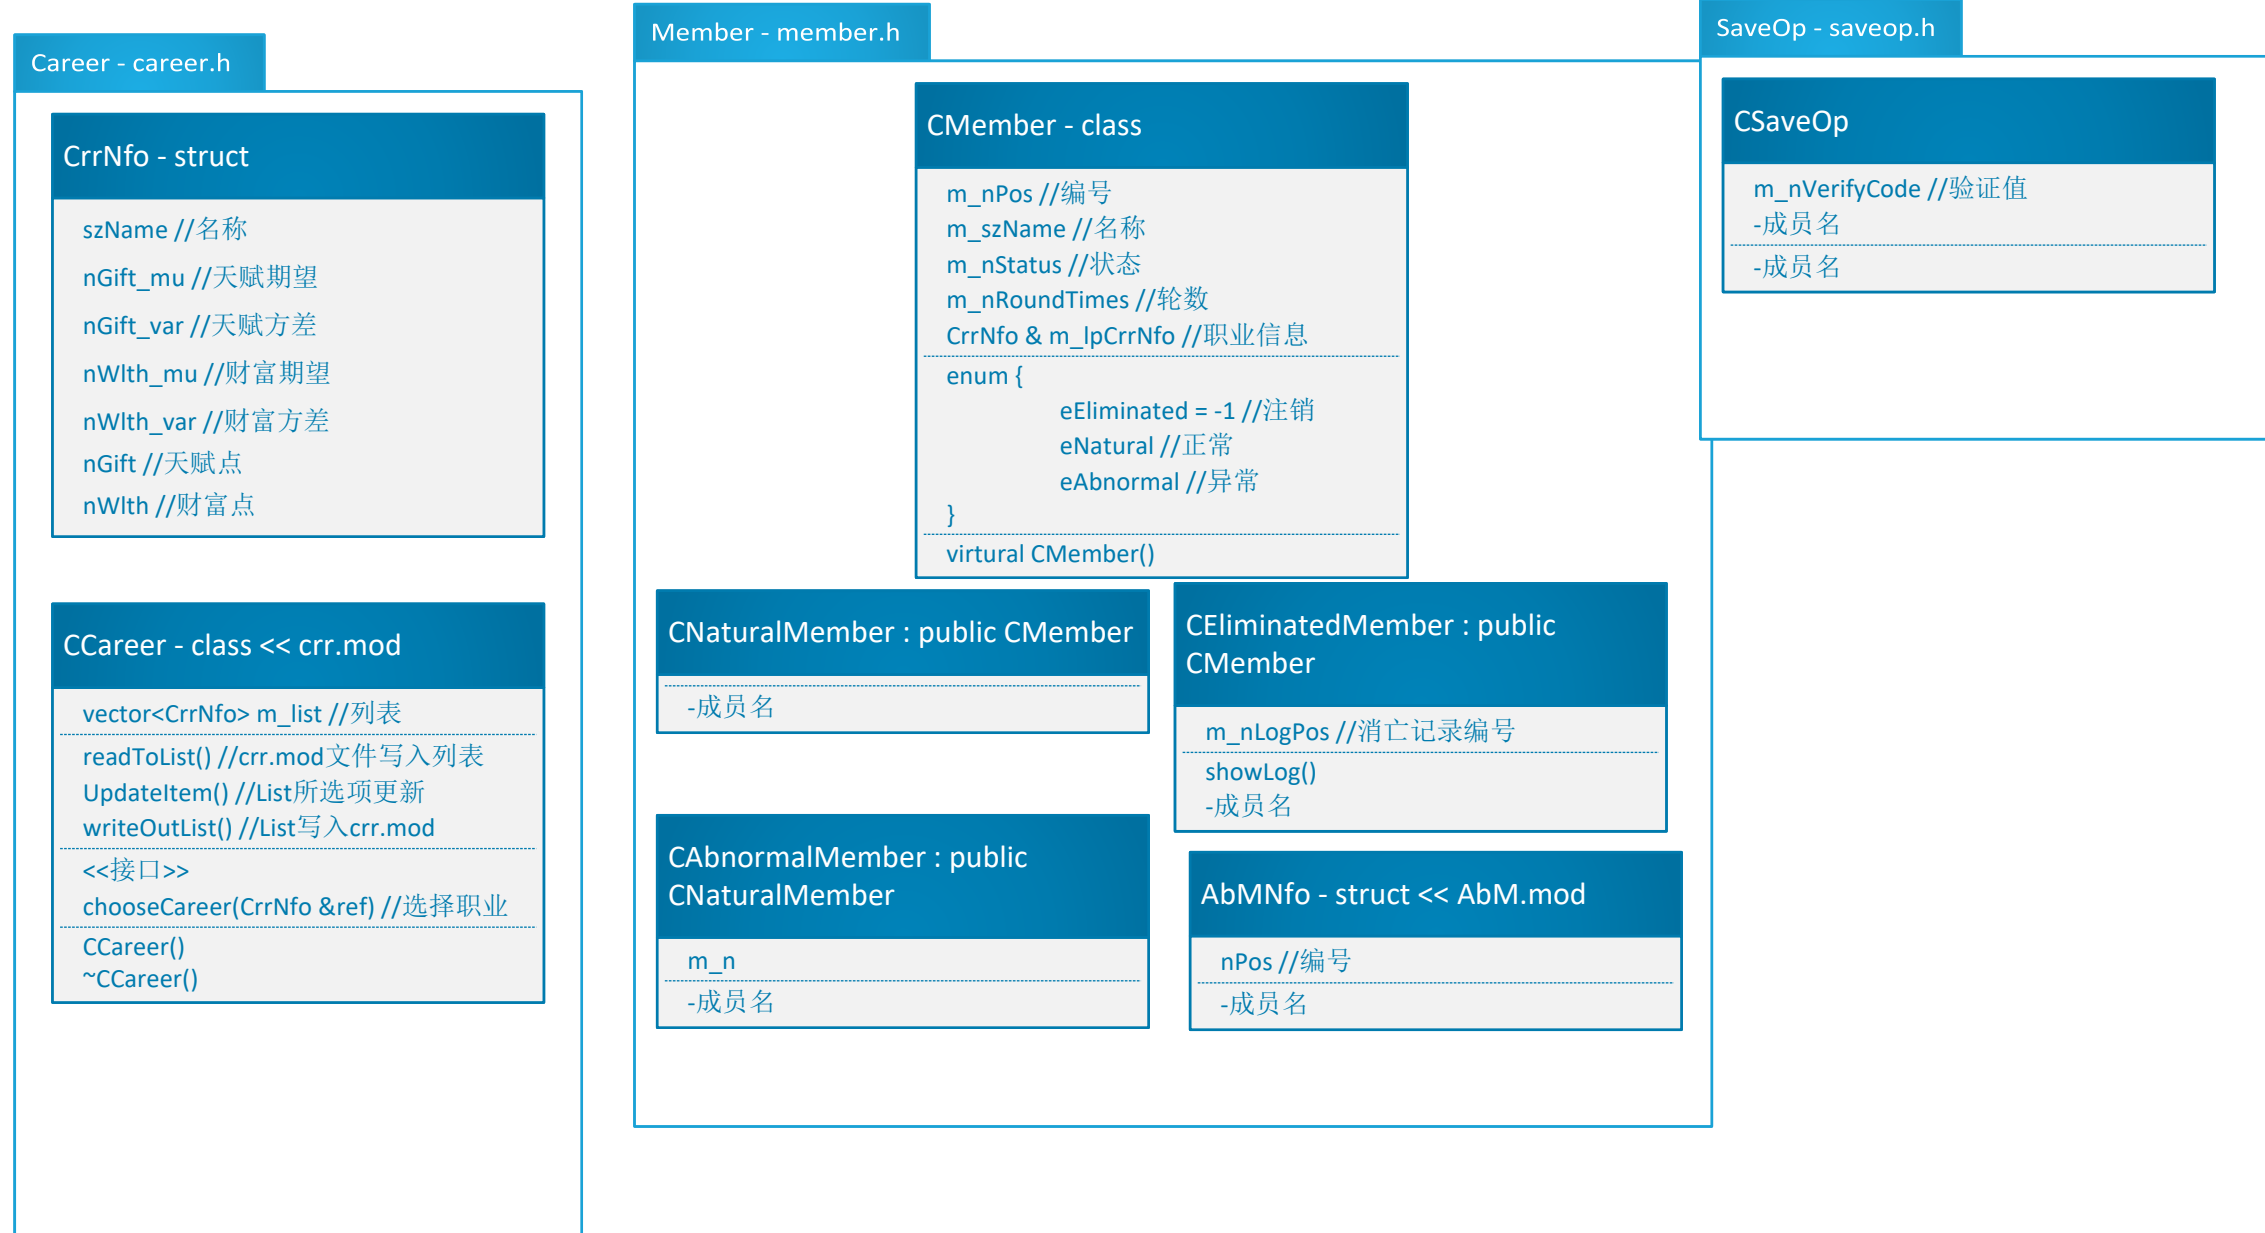 Career - career.h
CrrNfo - struct
szName //名称
nGift_mu //天赋期望
nGift_var //天赋方差
nWlth_mu //财富期望
nWlth_var //财富方差
nGift //天赋点
nWlth //财富点
CCareer - class << crr.mod
vector<CrrNfo> m_list //列表
readToList() //crr.mod文件写入列表
UpdateItem() //List所选项更新
writeOutList() //List写入crr.mod
<<接口>>
chooseCareer(CrrNfo &ref) //选择职业
CCareer()
~CCareer()
Member - member.h
CMember - class
m_nPos //编号
m_szName //名称
m_nStatus //状态
m_nRoundTimes //轮数
CrrNfo & m_lpCrrNfo //职业信息
enum {
eEliminated = -1 //注销
eNatural //正常
eAbnormal //异常
}
virtural CMember()
CNaturalMember : public CMember
-成员名
CEliminatedMember : public
CMember
m_nLogPos //消亡记录编号
showLog()
-成员名
CAbnormalMember : public
CNaturalMember
m_n
-成员名
AbMNfo - struct << AbM.mod
nPos //编号
-成员名
SaveOp - saveop.h
CSaveOp
m_nVerifyCode //验证值
-成员名
-成员名